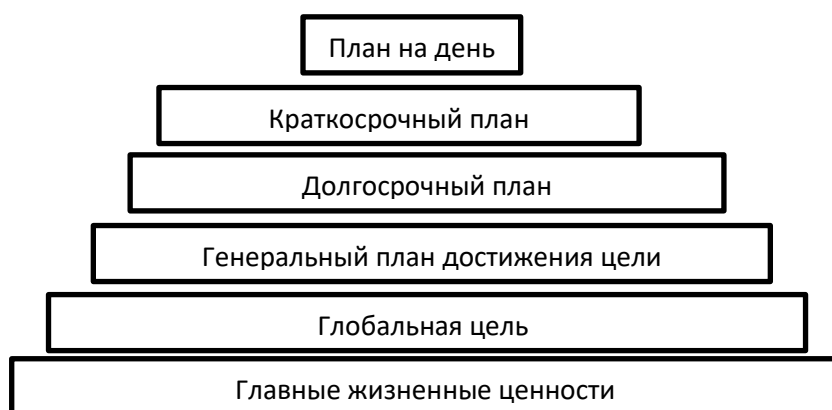 План на день
Краткосрочный план
Долгосрочный план
Генеральный план достижения цели
Глобальная цель
Главные жизненные ценности